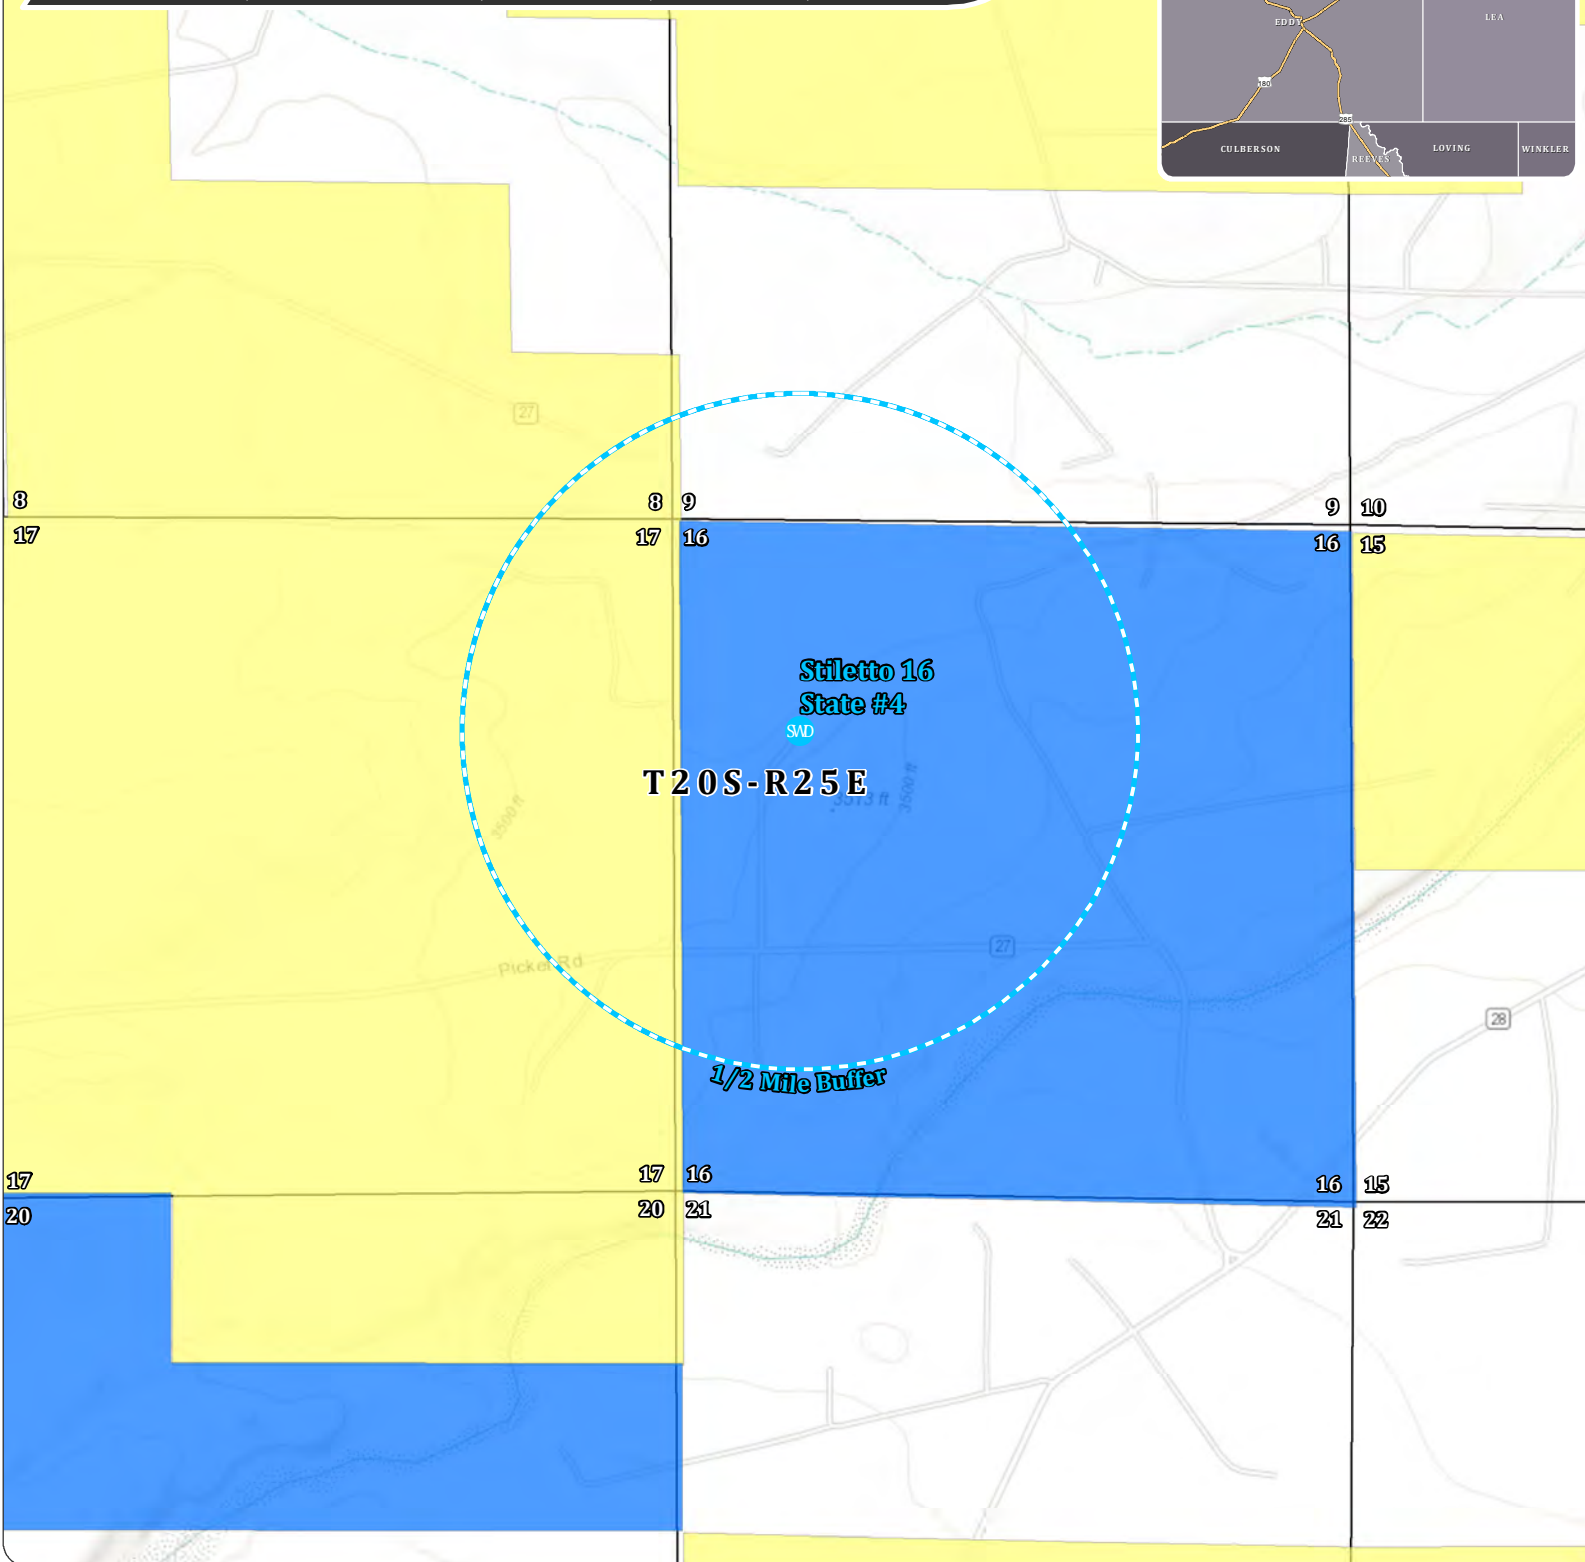 EDDY
LEA
180
285
CULBERSON
REEVES
LOVING
WINKLER
27
8
8 9
9 10
17
17 16
16 15
Stiletto 16
State #4
SWD
T20S-R25E
3513 ft
3500 ft
3500 ft
27
Picker Rd
28
1/2 Mile Buffer
17
17 16
16 15
20
20 21
21 22